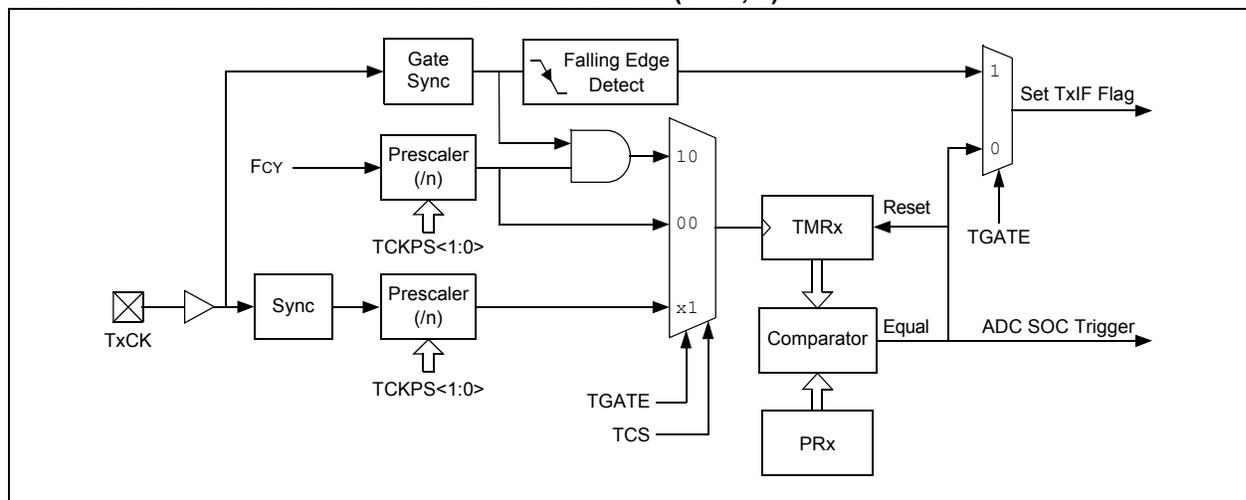 Gate
Sync
Falling Edge
Detect
1
Set TxIF Flag
0
TGATE
FCY
Prescaler
(/n)
TCKPS<1:0>
10
00
x1
TMRx
Reset
TxCK
Sync
Prescaler
(/n)
TCKPS<1:0>
Comparator
Equal
ADC SOC Trigger
TGATE
TCS
PRx